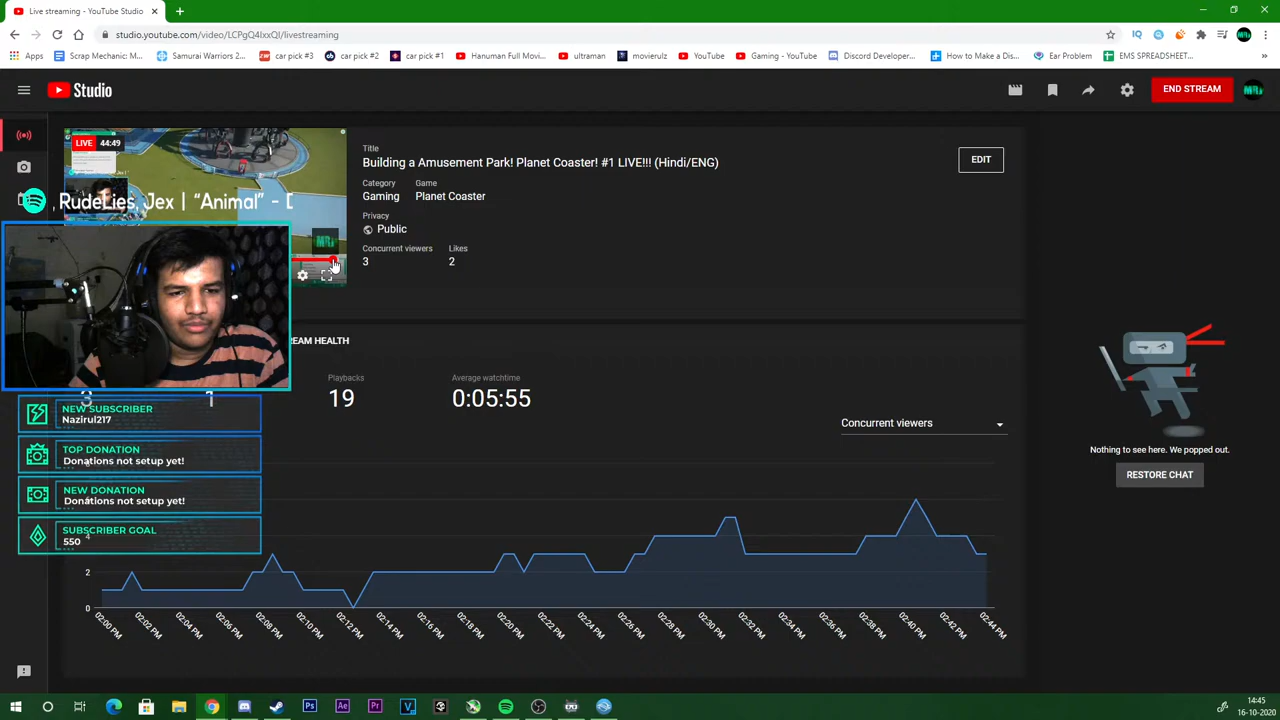 Live streaming - YouTube Studio
studio.youtube.com/video/LCPgQ4lxxQI/livestreaming
Apps
Scrap Mechanic: M...
Samurai Warriors 2...
car pick #3
car pick #2
car pick #1
Hanuman Full Movi...
ultraman
movierulz
YouTube
Gaming - YouTube
Discord Developer...
How to Make a Dis...
Ear Problem
EMS SPREADSHEET...
Studio
END STREAM
LIVE 44:49
Title
Building a Amusement Park! Planet Coaster! #1 LIVE!!! (Hindi/ENG)
EDIT
Category
Game
Gaming
Planet Coaster
Privacy
Public
Concurrent viewers
Likes
3
2
, RudeLies, Jex | “Animal” - D
REAM HEALTH
Playbacks
Average watchtime
3
1
19
0:05:55
Concurrent viewers
NEW SUBSCRIBER
Nazirul217
TOP DONATION
Donations not setup yet!
NEW DONATION
Donations not setup yet!
SUBSCRIBER GOAL
550
4
2
0
02:00 PM
02:02 PM
02:04 PM
02:06 PM
02:08 PM
02:10 PM
02:12 PM
02:14 PM
02:16 PM
02:18 PM
02:20 PM
02:22 PM
02:24 PM
02:26 PM
02:28 PM
02:30 PM
02:32 PM
02:34 PM
02:36 PM
02:38 PM
02:40 PM
02:42 PM
02:44 PM
Nothing to see here. We popped out.
RESTORE CHAT
14:45
16-10-2020